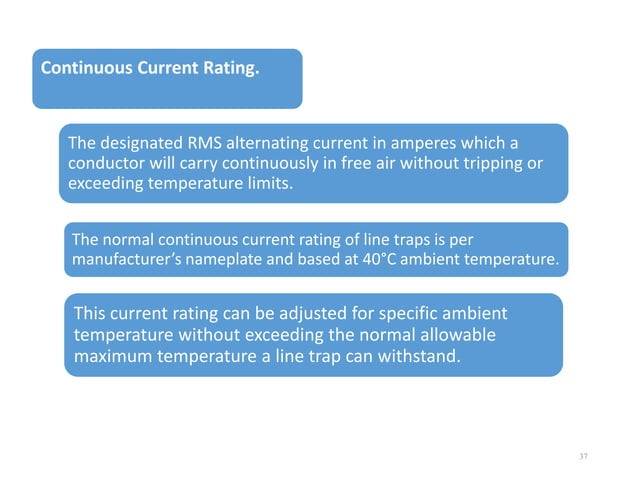 Continuous Current Rating.
The designated RMS alternating current in amperes which a
conductor will carry continuously in free air without tripping or
exceeding temperature limits.
The normal continuous current rating of line traps is per
manufacturer’s nameplate and based at 40°C ambient temperature.
This current rating can be adjusted for specific ambient
temperature without exceeding the normal allowable
maximum temperature a line trap can withstand.
37